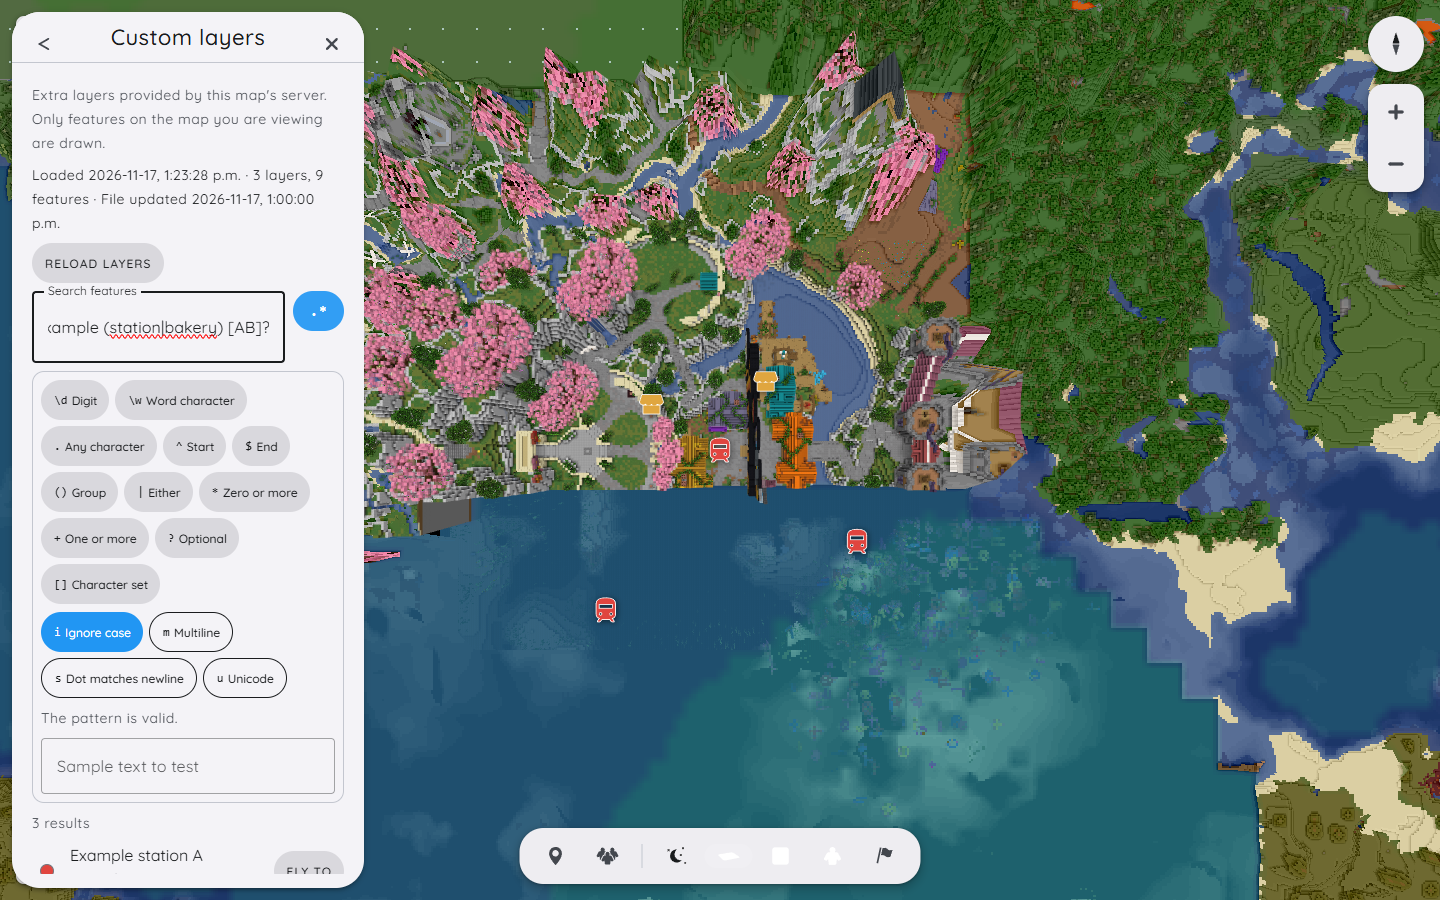 <
Custom layers
×
Extra layers provided by this map's server.
Only features on the map you are viewing
are drawn.
Loaded 2026-11-17, 1:23:28 p.m. · 3 layers, 9
features · File updated 2026-11-17, 1:00:00
p.m.
RELOAD LAYERS
Search features
ample (station|bakery) [AB]?
.*
\d Digit
\w Word character
. Any character
^ Start
$ End
() Group
| Either
* Zero or more
+ One or more
? Optional
[] Character set
i Ignore case
m Multiline
s Dot matches newline
u Unicode
The pattern is valid.
Sample text to test
3 results
Example station A
FLY TO
+
−